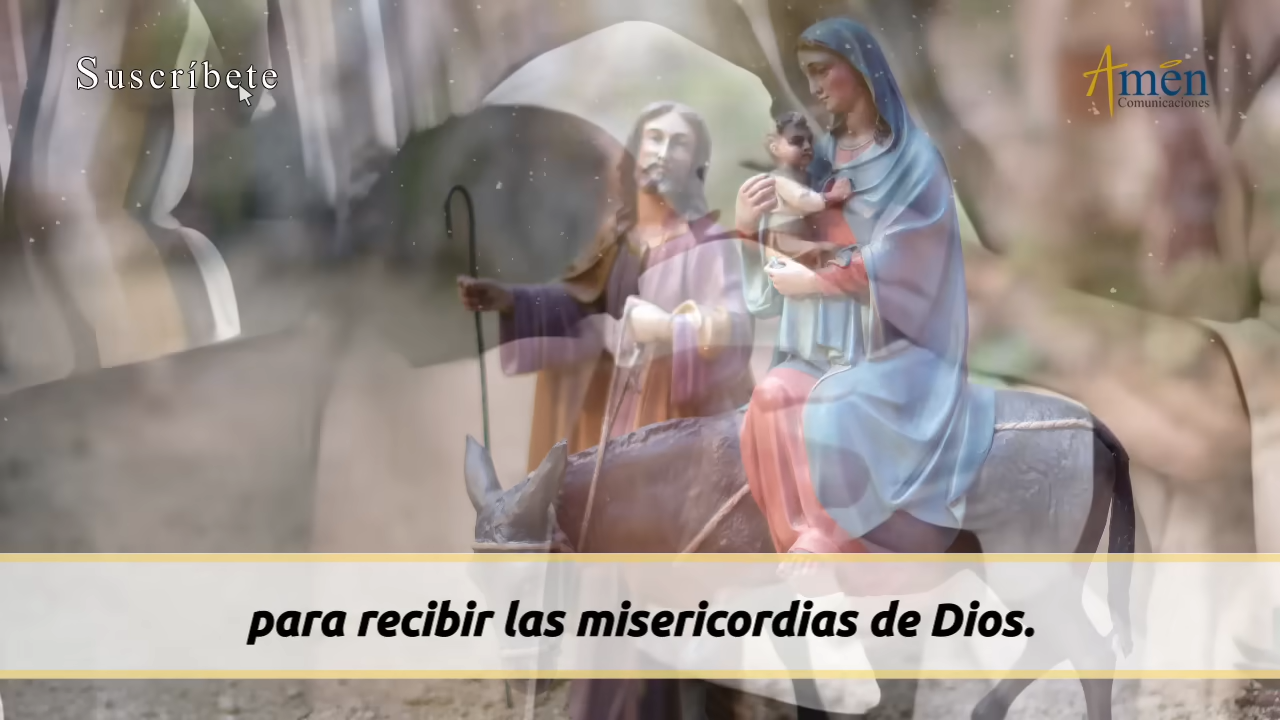 Suscríbete
Amén
Comunicaciones
para recibir las misericordias de Dios.